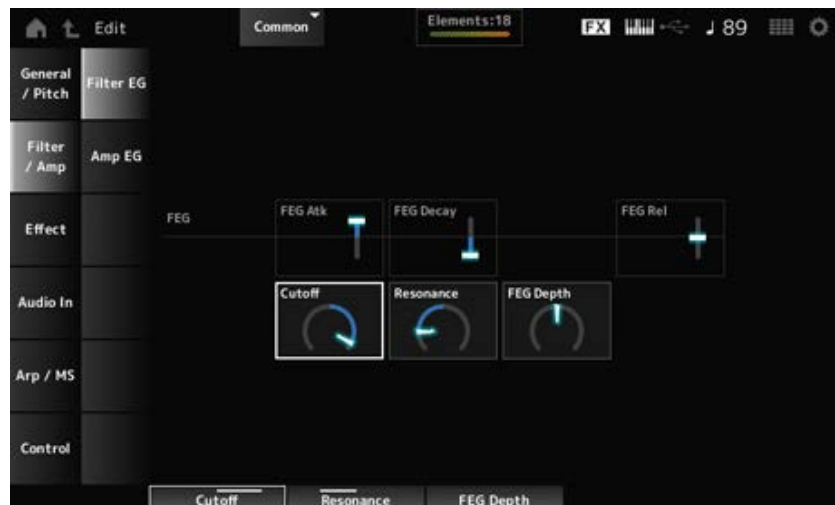 Edit
Common
Elements:18
FX
♩ 89
General
/ Pitch
Filter EG
Filter
/ Amp
Amp EG
Effect
Audio In
Arp / MS
Control
FEG
FEG Atk
FEG Decay
FEG Rel
Cutoff
Resonance
FEG Depth
Cutoff
Resonance
FEG Depth